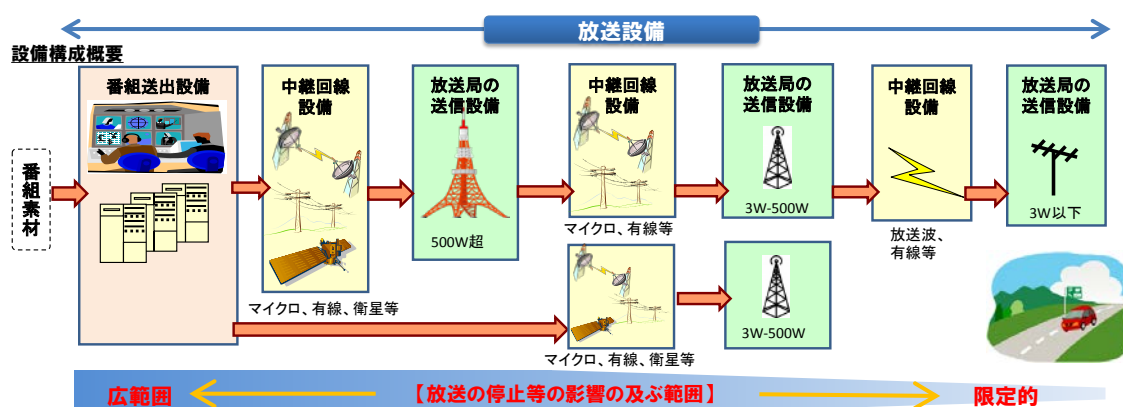 放送設備
設備構成概要
番組素材
番組送出設備
中継回線
設備
マイクロ、有線、衛星等
放送局の
送信設備
500W超
中継回線
設備
マイクロ、有線等
放送局の
送信設備
3W-500W
中継回線
設備
放送波、
有線等
放送局の
送信設備
3W以下
マイクロ、有線、衛星等
3W-500W
広範囲
【放送の停止等の影響の及ぶ範囲】
限定的